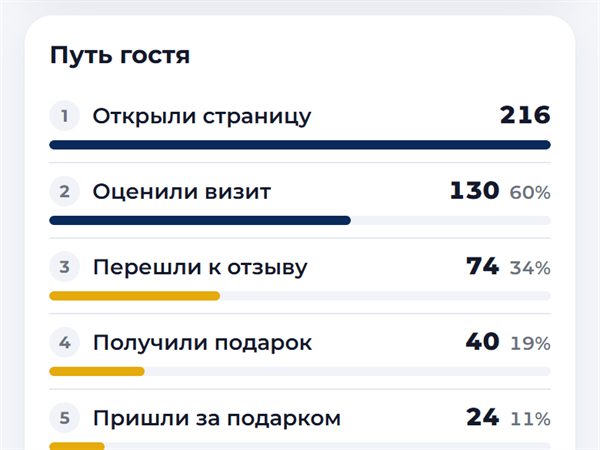 Путь гостя
1 Открыли страницу 216
2 Оценили визит 130 60%
3 Перешли к отзыву 74 34%
4 Получили подарок 40 19%
5 Пришли за подарком 24 11%